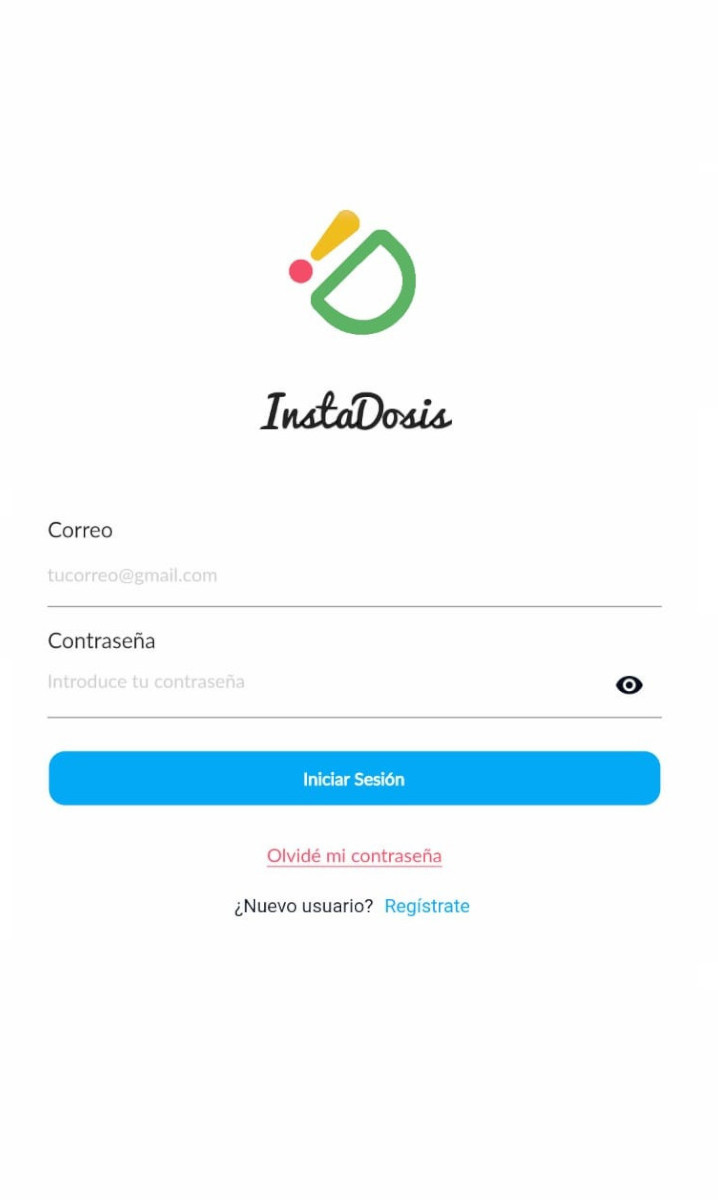 InstaDosis
Correo
tucorreo@gmail.com
Contraseña
Introduce tu contraseña
Iniciar Sesión
Olvidé mi contraseña
¿Nuevo usuario? Regístrate